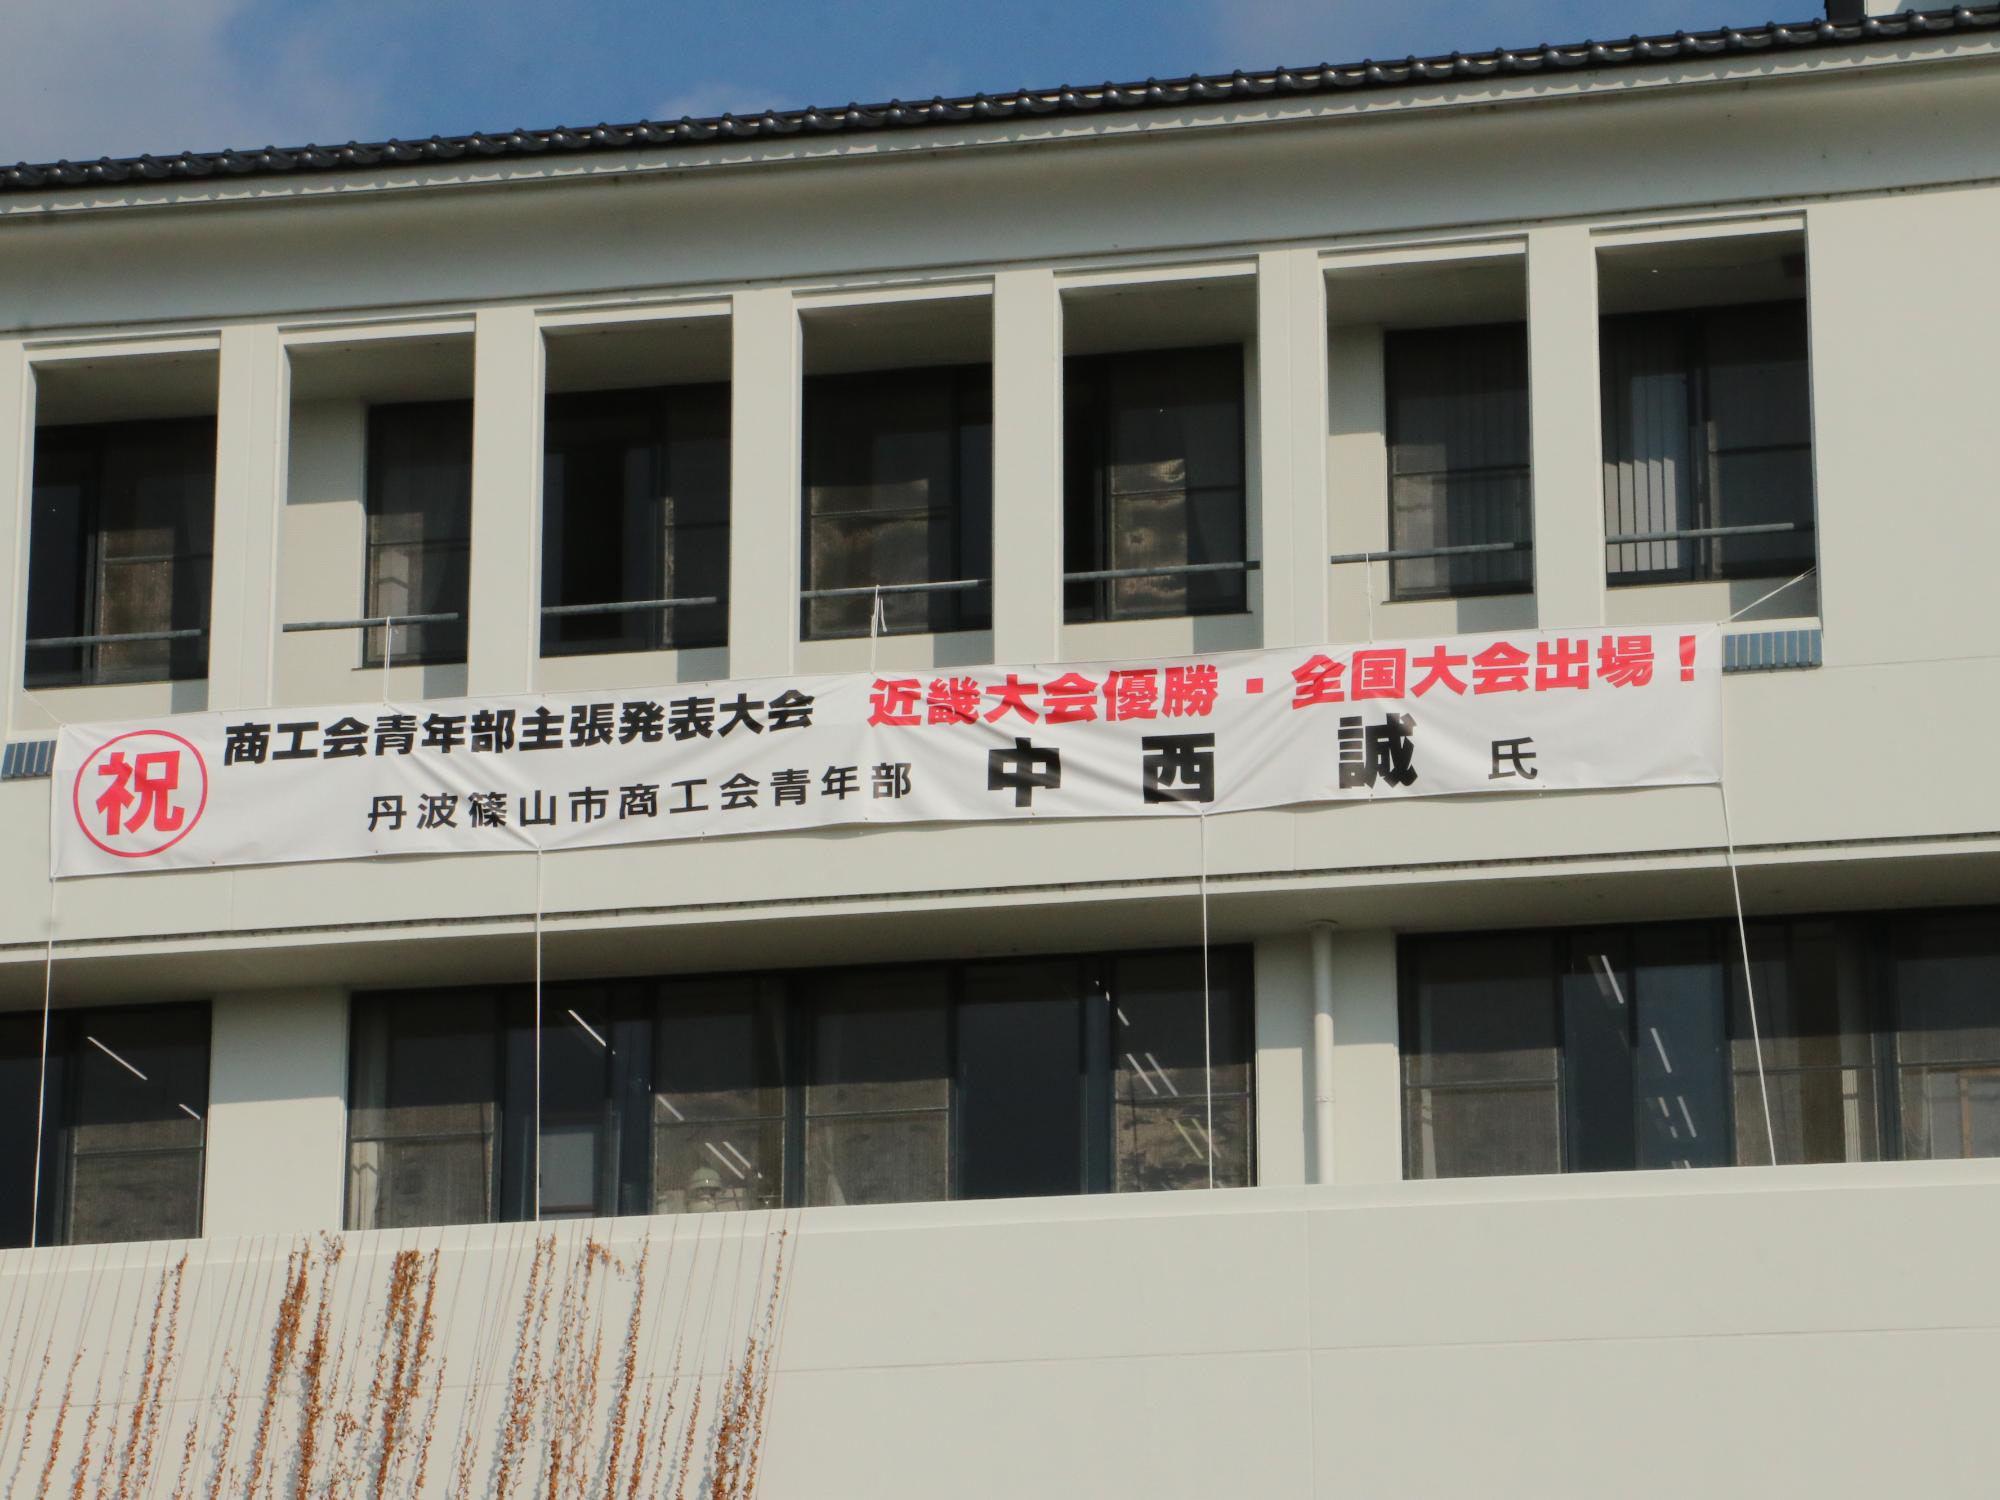 祝
商工会青年部主張発表大会 近畿大会優勝・全国大会出場！
丹波篠山市商工会青年部 中西 誠 氏